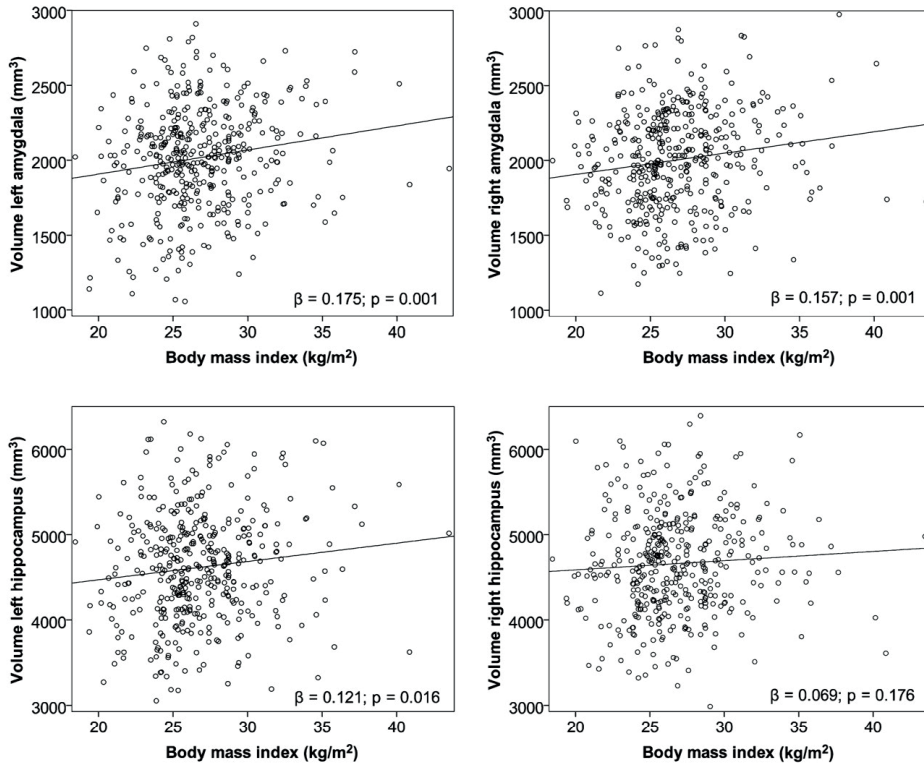 3000
2500
2000
1500
1000
Volume left amygdala (mm³)
β = 0.175; p = 0.001
20 25 30 35 40
Body mass index (kg/m²)
3000
2500
2000
1500
1000
Volume right amygdala (mm³)
β = 0.157; p = 0.001
20 25 30 35 40
Body mass index (kg/m²)
6000
5000
4000
3000
Volume left hippocampus (mm³)
β = 0.121; p = 0.016
20 25 30 35 40
Body mass index (kg/m²)
6000
5000
4000
3000
Volume right hippocampus (mm³)
β = 0.069; p = 0.176
20 25 30 35 40
Body mass index (kg/m²)